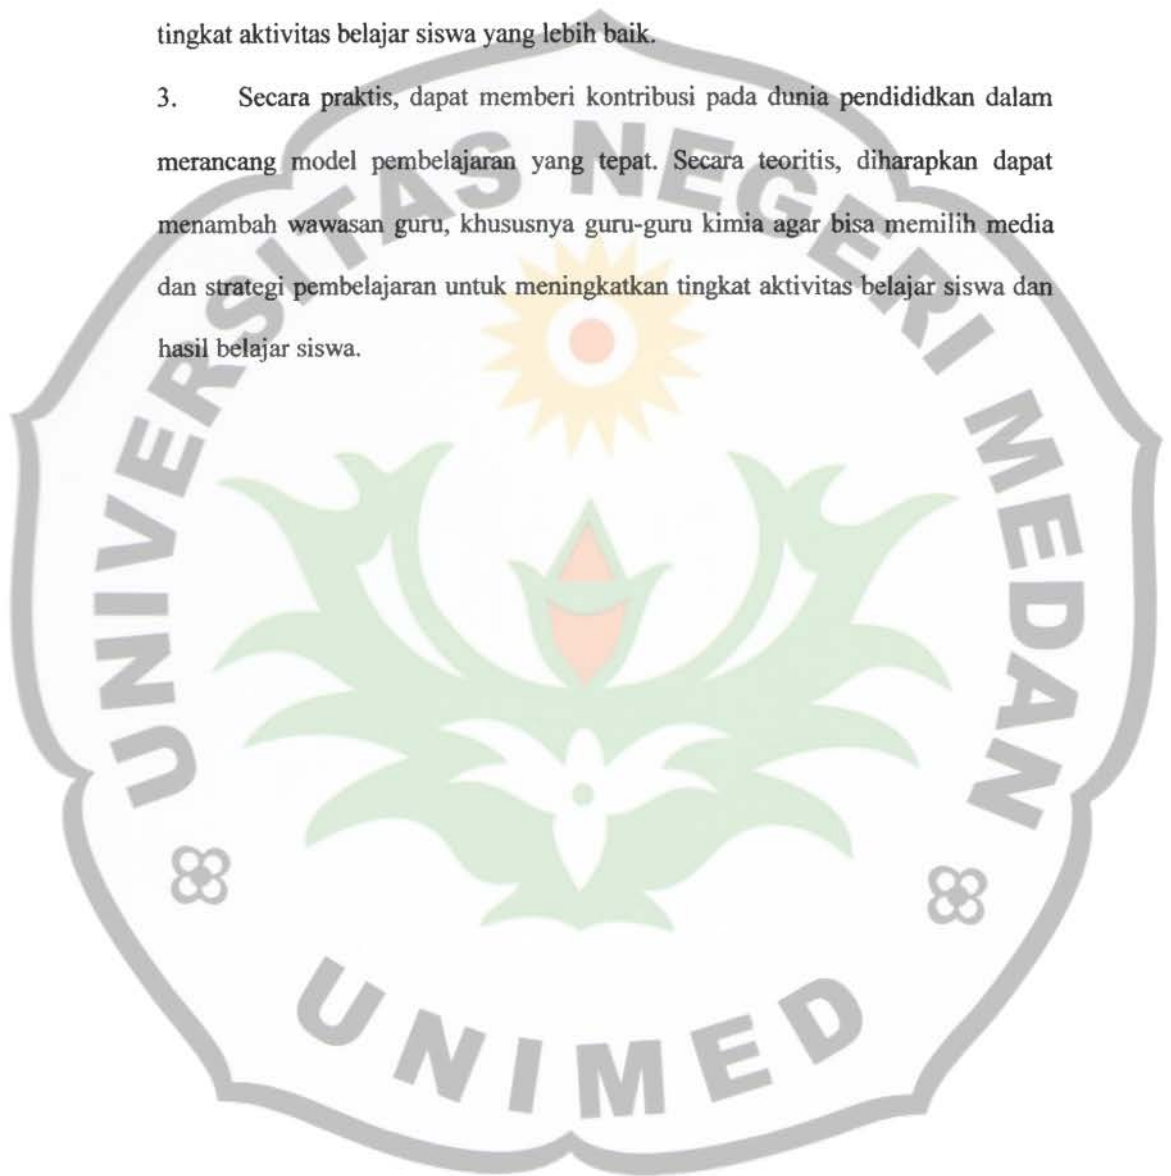 tingkat aktivitas belajar siswa yang lebih baik.
3. Secara praktis, dapat memberi kontribusi pada dunia pendididkan dalam
merancang model pembelajaran yang tepat. Secara teoritis, diharapkan dapat
menambah wawasan guru, khususnya guru-guru kimia agar bisa memilih media
dan strategi pembelajaran untuk meningkatkan tingkat aktivitas belajar siswa dan
hasil belajar siswa.
UNIVERSITAS NEGERI MEDAN
UNIMED